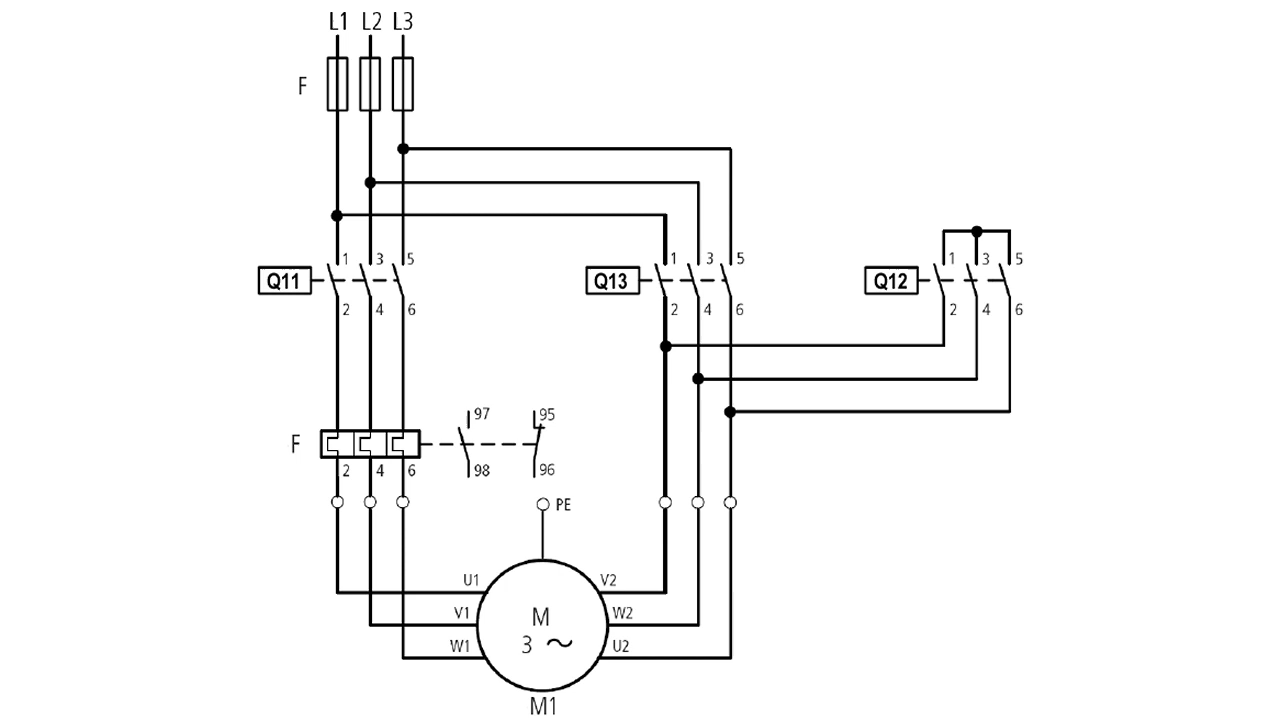 L1 L2 L3
F
1 3 5 1 3 5 1 3 5
Q11 Q13 Q12
2 4 6 2 4 6 2 4 6
97 95
F
2 4 6 98 96
PE
U1 V2
V1 M W2
W1 3 ~ U2
M1